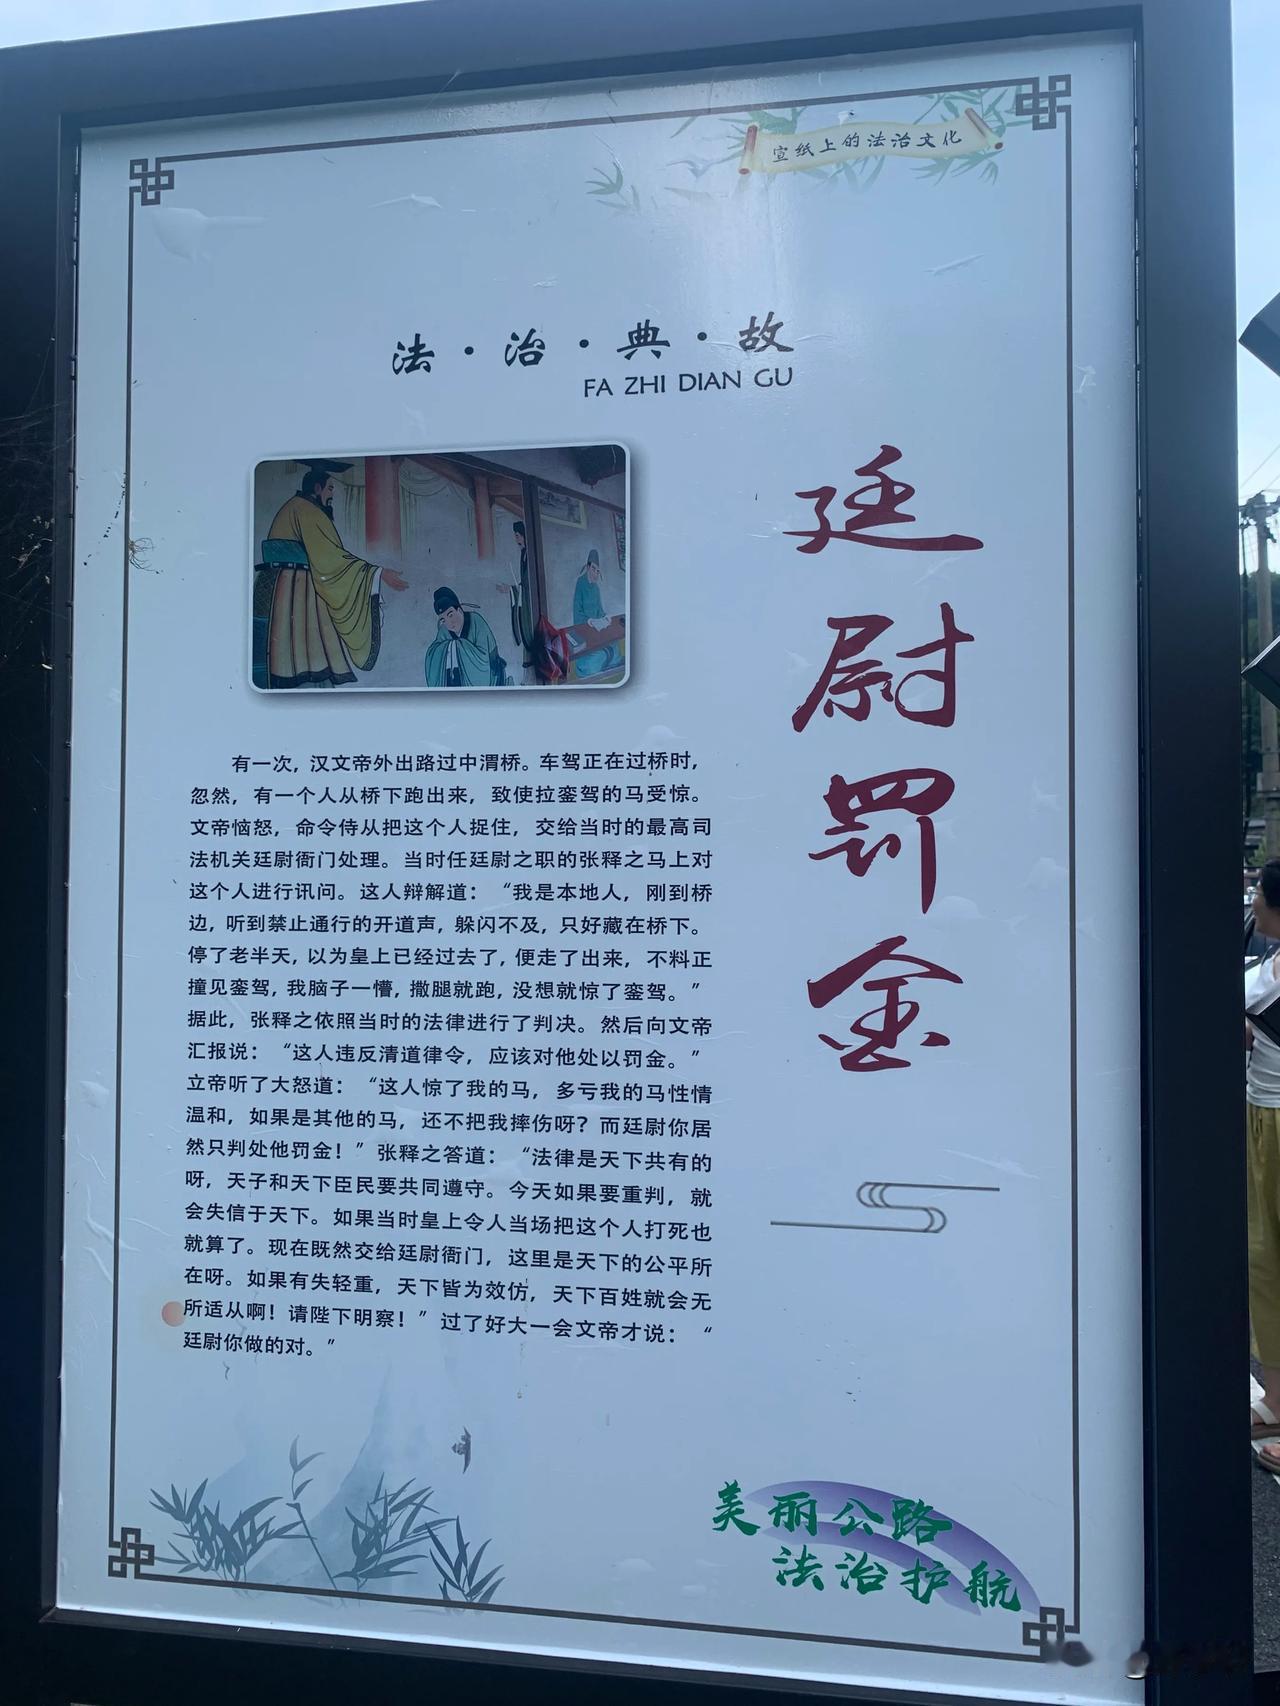 宣纸上的法治文化
法·治·典·故
FA ZHI DIAN GU
廷尉罚金
有一次，汉文帝外出路过中渭桥。车驾正在过桥时，
忽然，有一个人从桥下跑出来，致使拉銮驾的马受惊。
文帝恼怒，命令侍从把这个人捉住，交给当时的最高司
法机关廷尉衙门处理。当时任廷尉之职的张释之马上对
这个人进行讯问。这人辩解道：“我是本地人，刚到桥
边，听到禁止通行的开道声，躲闪不及，只好藏在桥下。
停了老半天，以为皇上已经过去了，便走了出来，不料正
撞见銮驾，我脑子一懵，撒腿就跑，没想就惊了銮驾。”
据此，张释之依照当时的法律进行了判决。然后向文帝
汇报说：“这人违反清道律令，应该对他处以罚金。”
立帝听了大怒道：“这人惊了我的马，多亏我的马性情
温和，如果是其他的马，还不把我摔伤呀？而廷尉你居
然只判处他罚金！”张释之答道：“法律是天下共有的
呀，天子和天下臣民要共同遵守。今天如果要重判，就
会失信于天下。如果当时皇上令人当场把这个人打死也
就算了。现在既然交给廷尉衙门，这里是天下的公平所
在呀。如果有失轻重，天下皆为效仿，天下百姓就会无
所适从啊！请陛下明察！”过了好大一会文帝才说：“
廷尉你做的对。”
美丽公路
法治护航